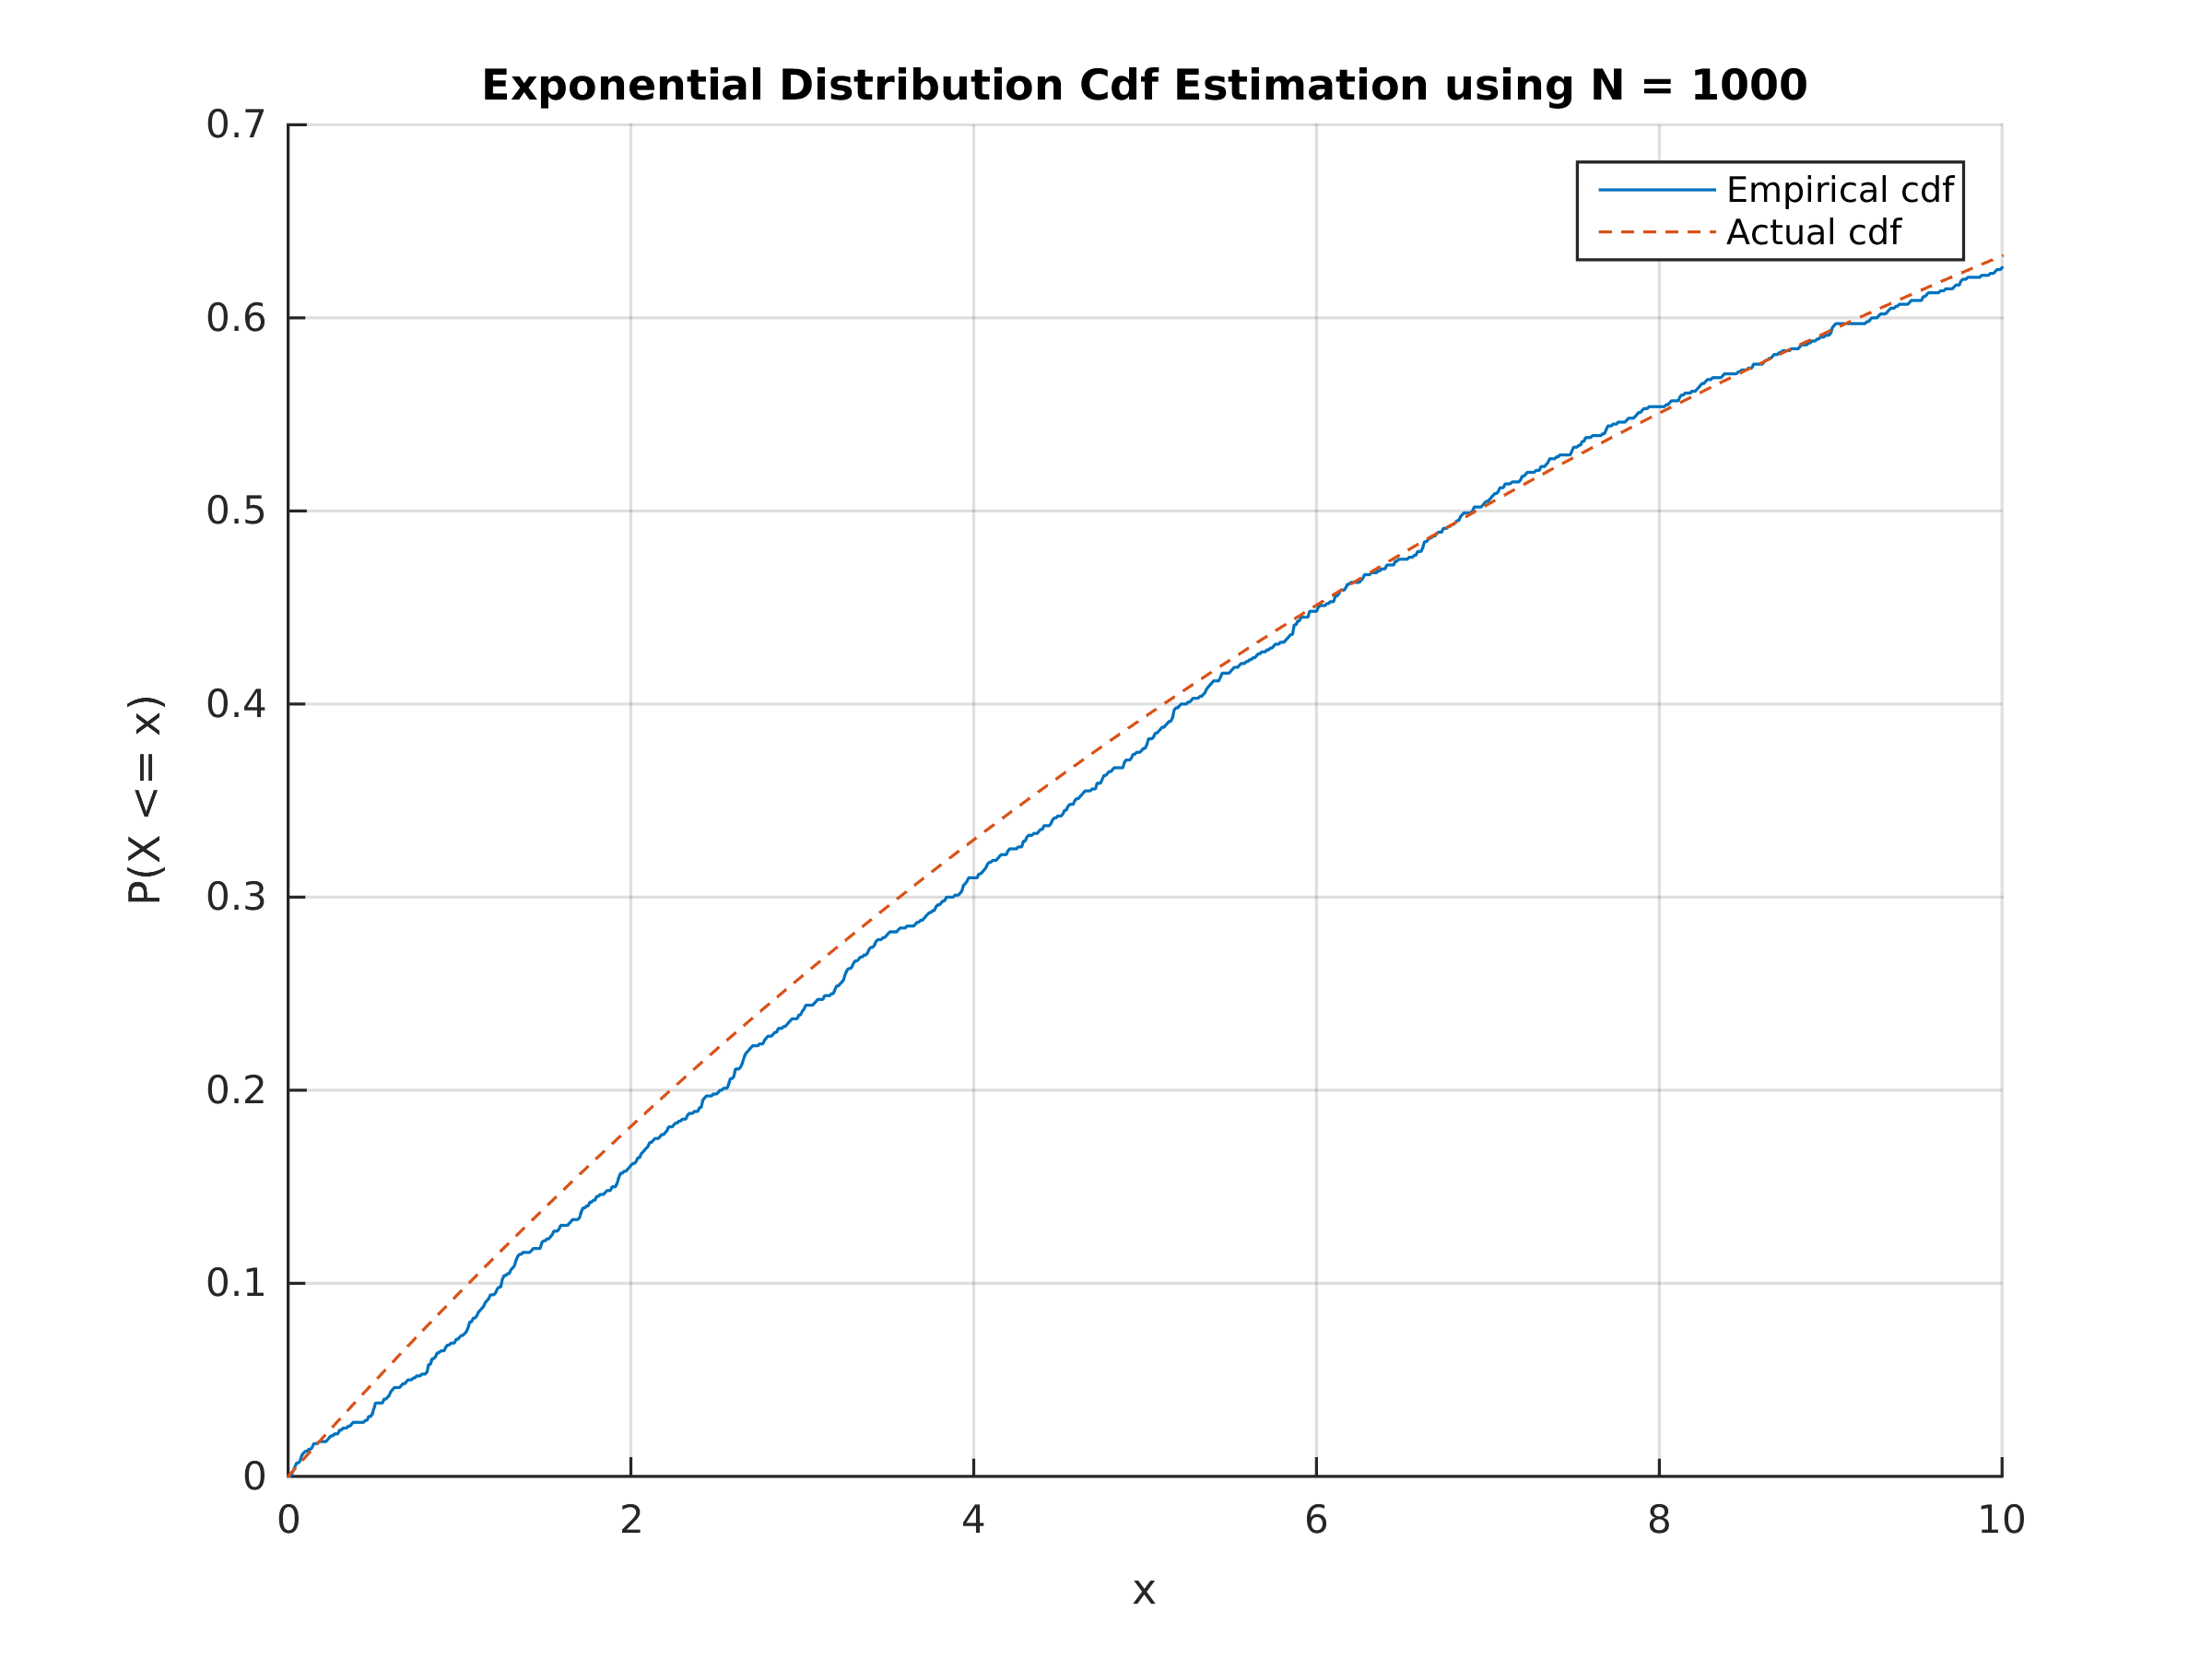 Exponential Distribution Cdf Estimation using N = 1000
0.7
0.6
0.5
0.4
0.3
0.2
0.1
0
P(X <= x)
Empirical cdf
Actual cdf
0 2 4 6 8 10
x